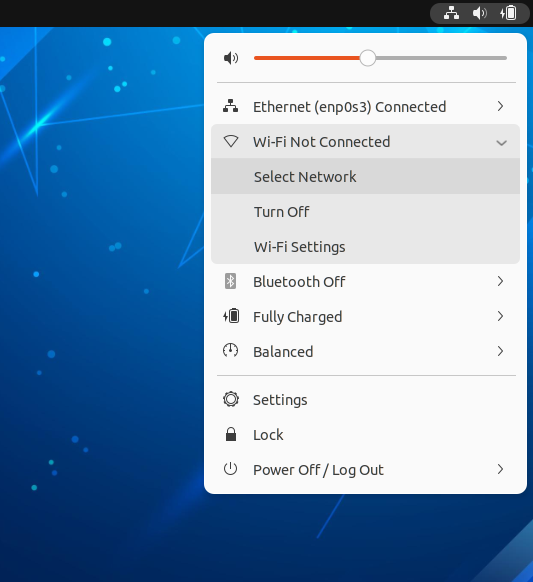 Ethernet (enp0s3) Connected
Wi-Fi Not Connected
Select Network
Turn Off
Wi-Fi Settings
Bluetooth Off
Fully Charged
Balanced
Settings
Lock
Power Off / Log Out